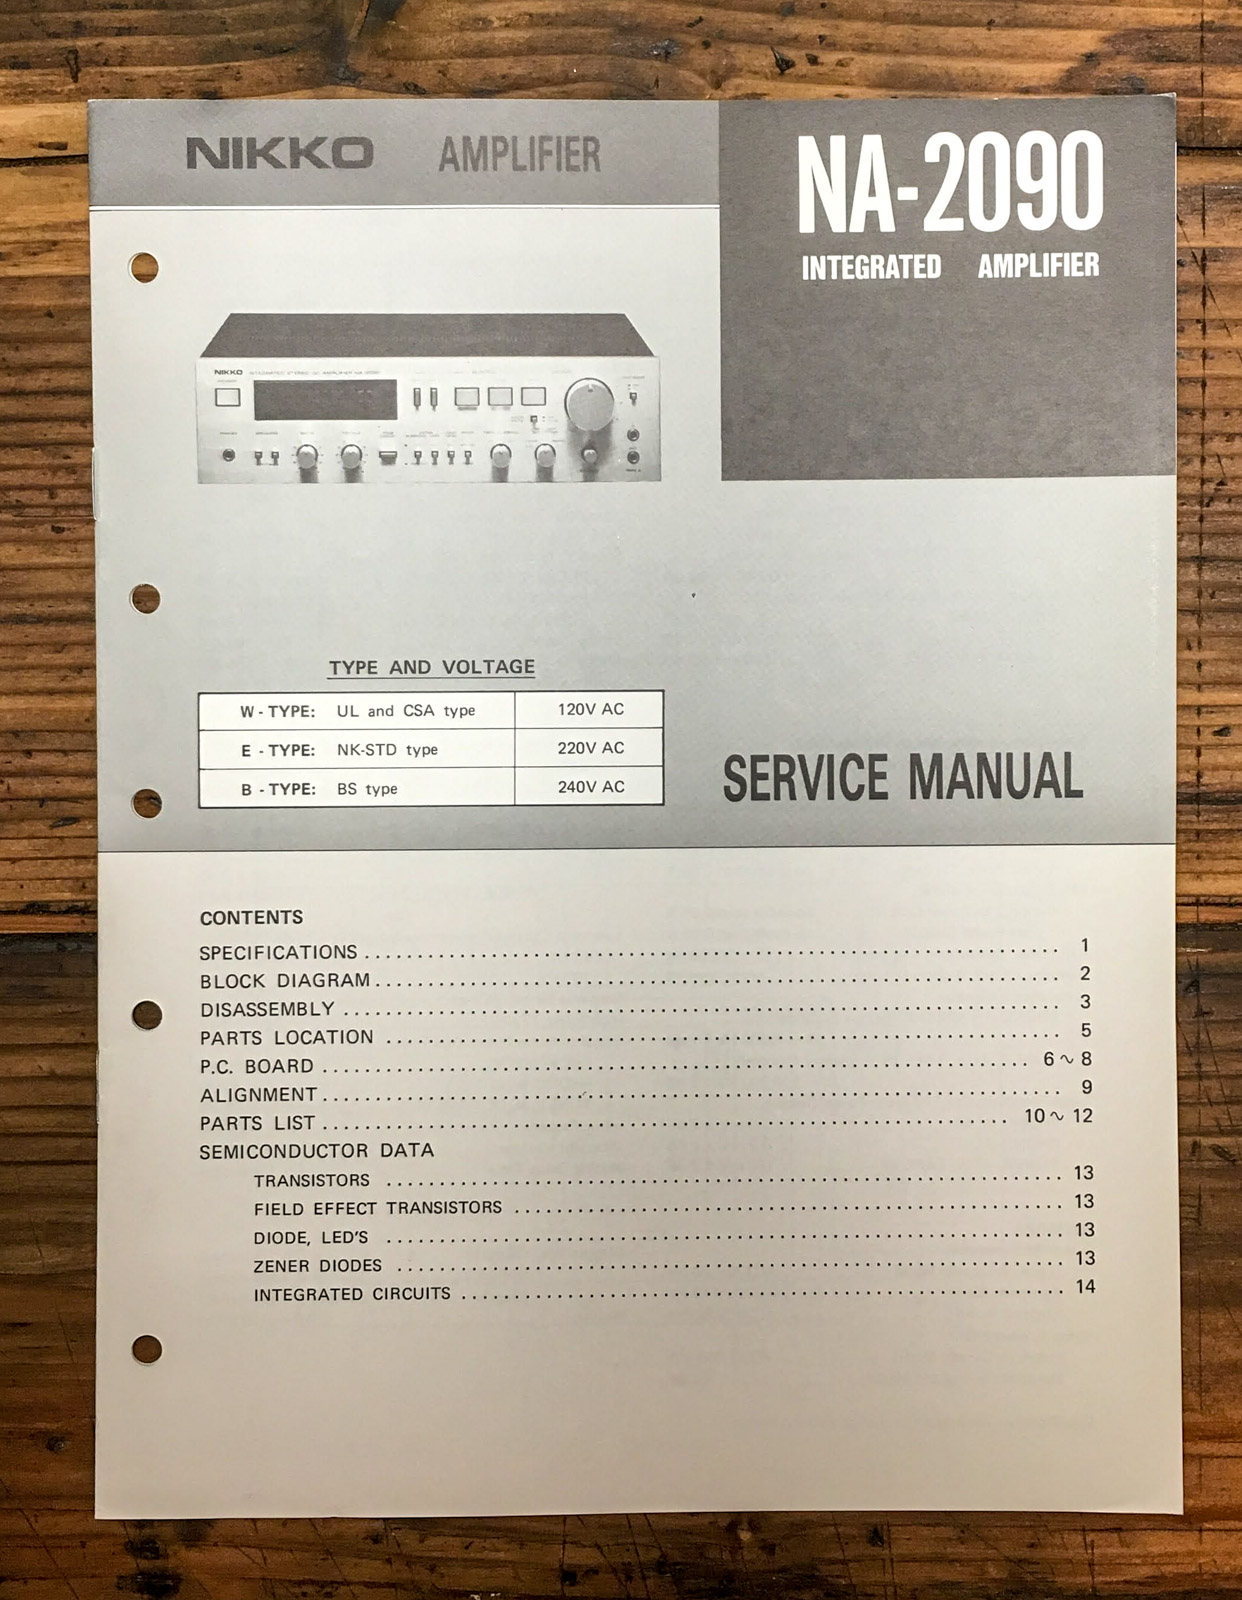 NIKKO AMPLIFIER
NA-2090
INTEGRATED AMPLIFIER
NIKKO
TYPE AND VOLTAGE
W - TYPE: UL and CSA type 120V AC
E - TYPE: NK-STD type 220V AC
B - TYPE: BS type 240V AC
SERVICE MANUAL
CONTENTS
SPECIFICATIONS 1
BLOCK DIAGRAM 2
DISASSEMBLY 3
PARTS LOCATION 5
P.C. BOARD 6 ~ 8
ALIGNMENT 9
PARTS LIST 10 ~ 12
SEMICONDUCTOR DATA
TRANSISTORS 13
FIELD EFFECT TRANSISTORS 13
DIODE, LED'S 13
ZENER DIODES 13
INTEGRATED CIRCUITS 14